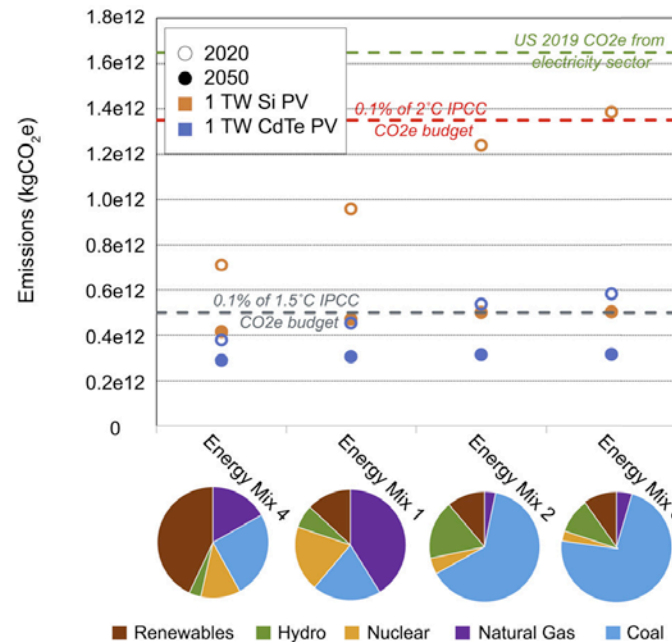 1.8e12
1.6e12
1.4e12
1.2e12
1.0e12
0.8e12
0.6e12
0.4e12
0.2e12
0
Emissions (kgCO₂e)
2020
2050
1 TW Si PV
1 TW CdTe PV
US 2019 CO2e from
electricity sector
0.1% of 2˚C IPCC
CO2e budget
0.1% of 1.5˚C IPCC
CO2e budget
Energy Mix 4
Energy Mix 1
Energy Mix 2
Energy Mix
Renewables
Hydro
Nuclear
Natural Gas
Coal